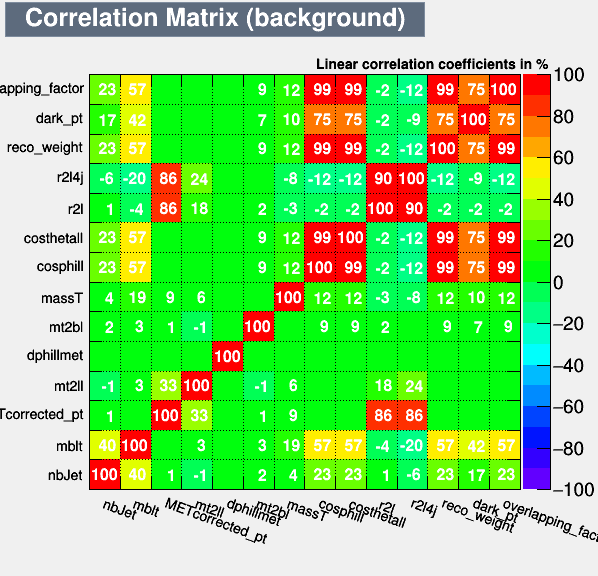 Correlation Matrix (background)
Linear correlation coefficients in %
apping_factor 23 57 9 12 99 99 -2 -12 99 75 100
dark_pt 17 42 7 10 75 75 -2 -9 75 100 75
reco_weight 23 57 9 12 99 99 -2 -12 100 75 99
r2l4j -6 -20 86 24 -8 -12 -12 90 100 -12 -9 -12
r2l 1 -4 86 18 2 -3 -2 -2 100 90 -2 -2 -2
costhetall 23 57 9 12 99 100 -2 -12 99 75 99
cosphill 23 57 9 12 100 99 -2 -12 99 75 99
massT 4 19 9 6 100 12 12 -3 -8 12 10 12
mt2bl 2 3 1 -1 100 9 9 2 9 7 9
dphillmet 100
mt2ll -1 3 33 100 -1 6 18 24
Tcorrected_pt 1 100 33 1 9 86 86
mblt 40 100 3 3 19 57 57 -4 -20 57 42 57
nbJet 100 40 1 -1 2 4 23 23 1 -6 23 17 23
nbJet mblt METcorrected_pt mt2ll dphillmet mt2bl massT cosphill costhetall r2l r2l4j reco_weight dark_pt overlapping_fac
100
80
60
40
20
0
−20
−40
−60
−80
−100